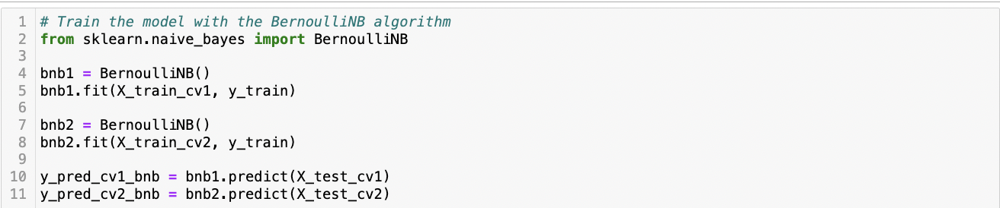 1 # Train the model with the BernoulliNB algorithm
2 from sklearn.naive_bayes import BernoulliNB
3
4 bnb1 = BernoulliNB()
5 bnb1.fit(X_train_cv1, y_train)
6
7 bnb2 = BernoulliNB()
8 bnb2.fit(X_train_cv2, y_train)
9
10 y_pred_cv1_bnb = bnb1.predict(X_test_cv1)
11 y_pred_cv2_bnb = bnb2.predict(X_test_cv2)